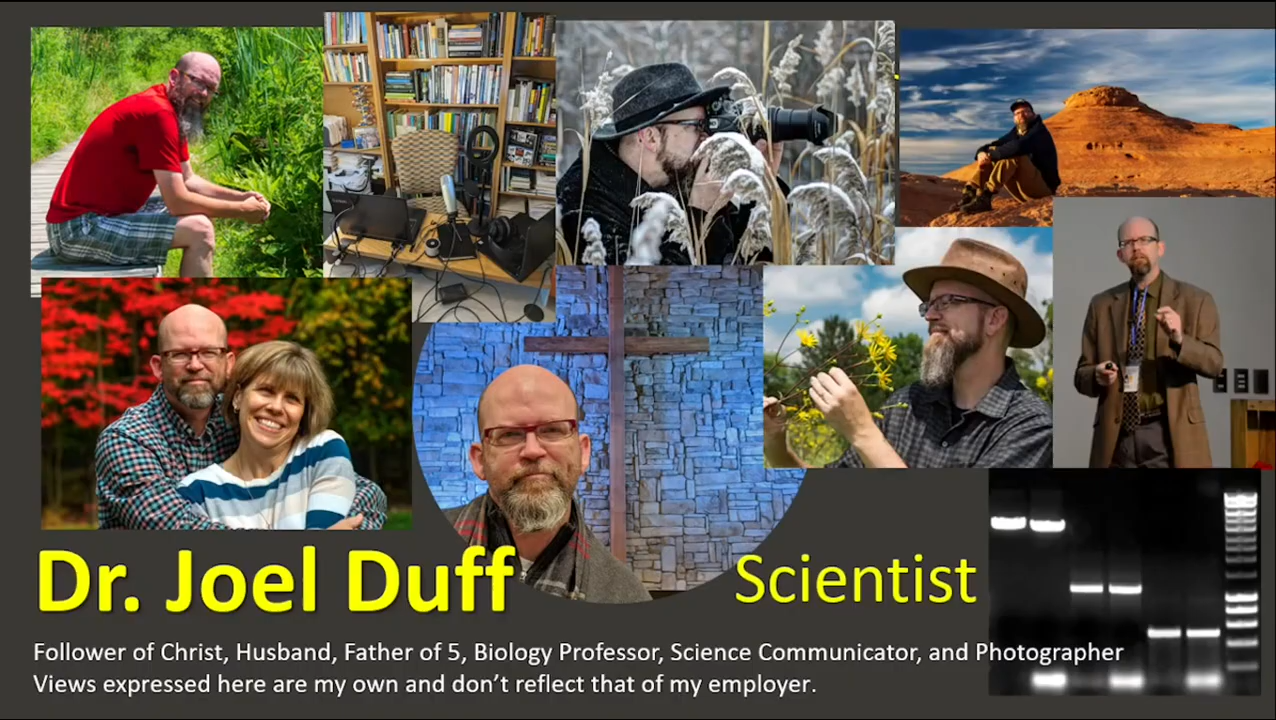 Dr. Joel Duff
Scientist
Follower of Christ, Husband, Father of 5, Biology Professor, Science Communicator, and Photographer
Views expressed here are my own and don't reflect that of my employer.